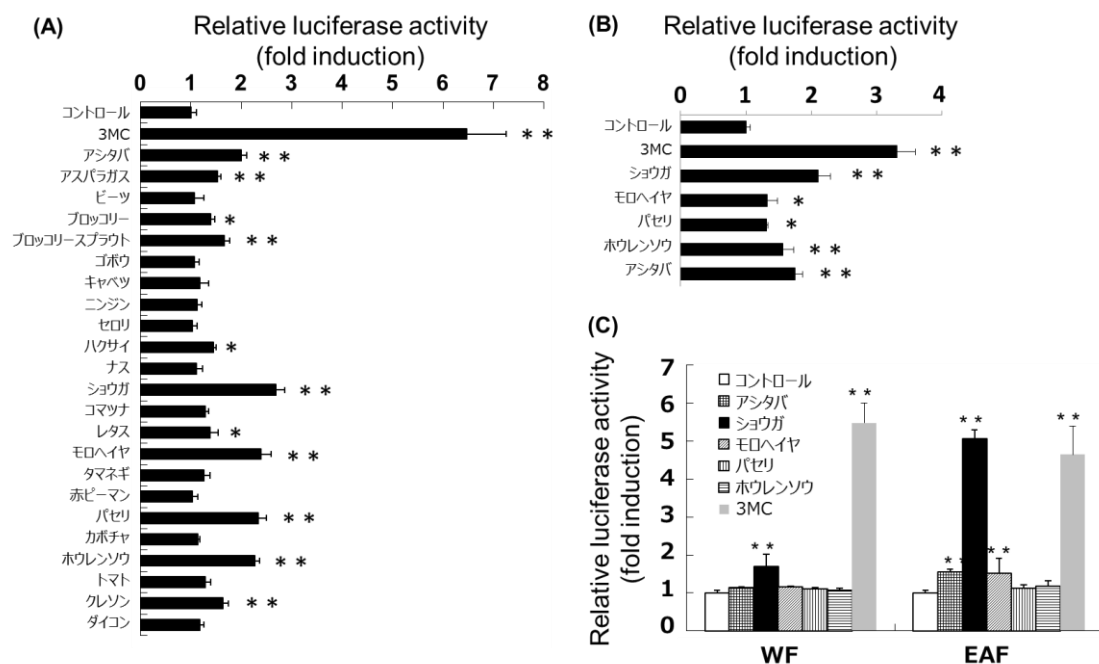 (A)
Relative luciferase activity
(fold induction)
0 1 2 3 4 5 6 7 8
コントロール
3MC **
アシタバ **
アスパラガス **
ビーツ
ブロッコリー *
ブロッコリースプラウト **
ゴボウ
キャベツ
ニンジン
セロリ
ハクサイ *
ナス
ショウガ **
コマツナ
レタス *
モロヘイヤ **
タマネギ
赤ピーマン
パセリ **
カボチャ
ホウレンソウ **
トマト
クレソン **
ダイコン
(B)
Relative luciferase activity
(fold induction)
0 1 2 3 4
コントロール
3MC **
ショウガ **
モロヘイヤ *
パセリ *
ホウレンソウ **
アシタバ **
(C)
Relative luciferase activity
(fold induction)
7
6
5
4
3
2
1
0
コントロール
アシタバ
ショウガ
モロヘイヤ
パセリ
ホウレンソウ
3MC
**
**
**
**
**
**
WF EAF